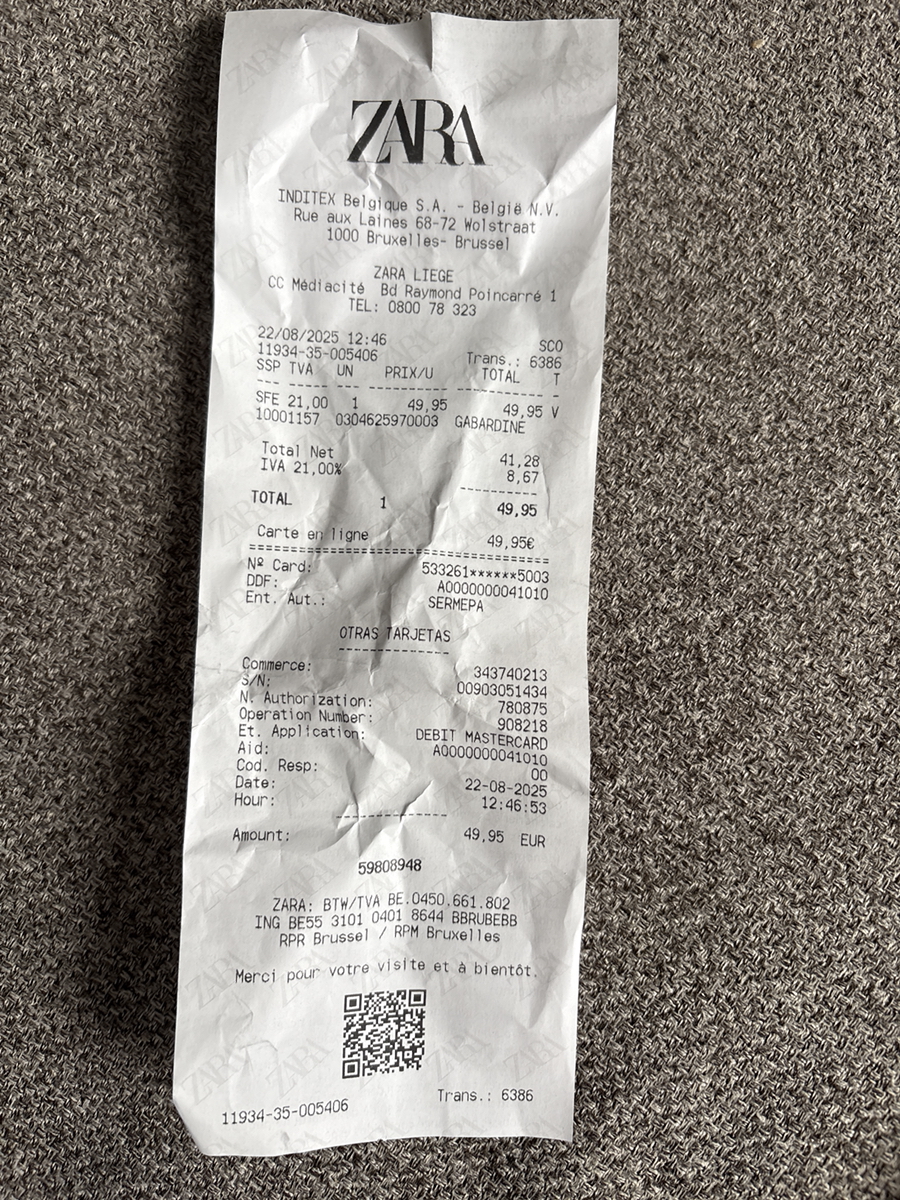 ZARA
INDITEX Belgique S.A. - België N.V.
Rue aux Laines 68-72 Wolstraat
1000 Bruxelles- Brussel
ZARA LIEGE
CC Médiacité Bd Raymond Poincarré 1
TEL: 0800 78 323
22/08/2025 12:46 SCO
11934-35-005406 Trans.: 6386
SSP TVA UN PRIX/U TOTAL T
SFE 21,00 1 49,95 49,95 V
10001157 0304625970003 GABARDINE
Total Net 41,28
IVA 21,00% 8,67
TOTAL 1 49,95
Carte en ligne 49,95€
Nº Card: 533261******5003
DDF: A0000000041010
Ent. Aut.: SERMEPA
OTRAS TARJETAS
Commerce: 343740213
S/N: 00903051434
N. Authorization: 780875
Operation Number: 908218
Et. Application: DEBIT MASTERCARD
Aid: A0000000041010
Cod. Resp: 00
Date: 22-08-2025
Hour: 12:46:53
Amount: 49,95 EUR
59808948
ZARA: BTW/TVA BE.0450.661.802
ING BE55 3101 0401 8644 BBRUBEBB
RPR Brussel / RPM Bruxelles
Merci pour votre visite et à bientôt.
11934-35-005406 Trans.: 6386